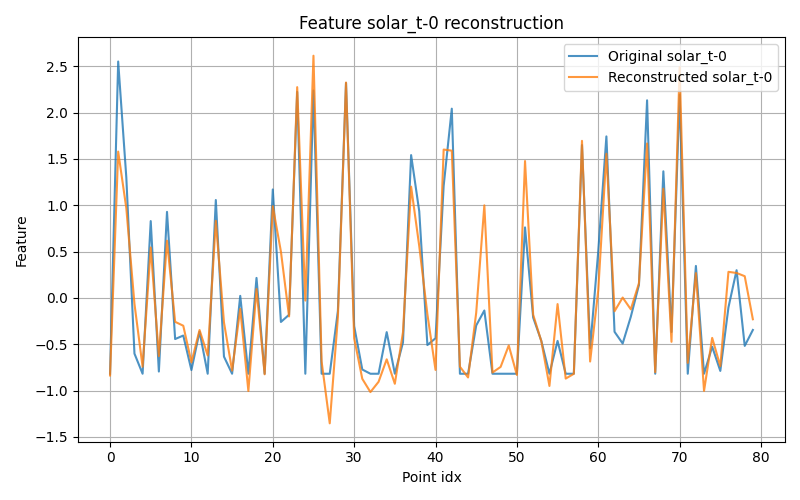 Feature solar_t-0 reconstruction
Original solar_t-0
Reconstructed solar_t-0
Feature
2.5
2.0
1.5
1.0
0.5
0.0
−0.5
−1.0
−1.5
0 10 20 30 40 50 60 70 80
Point idx